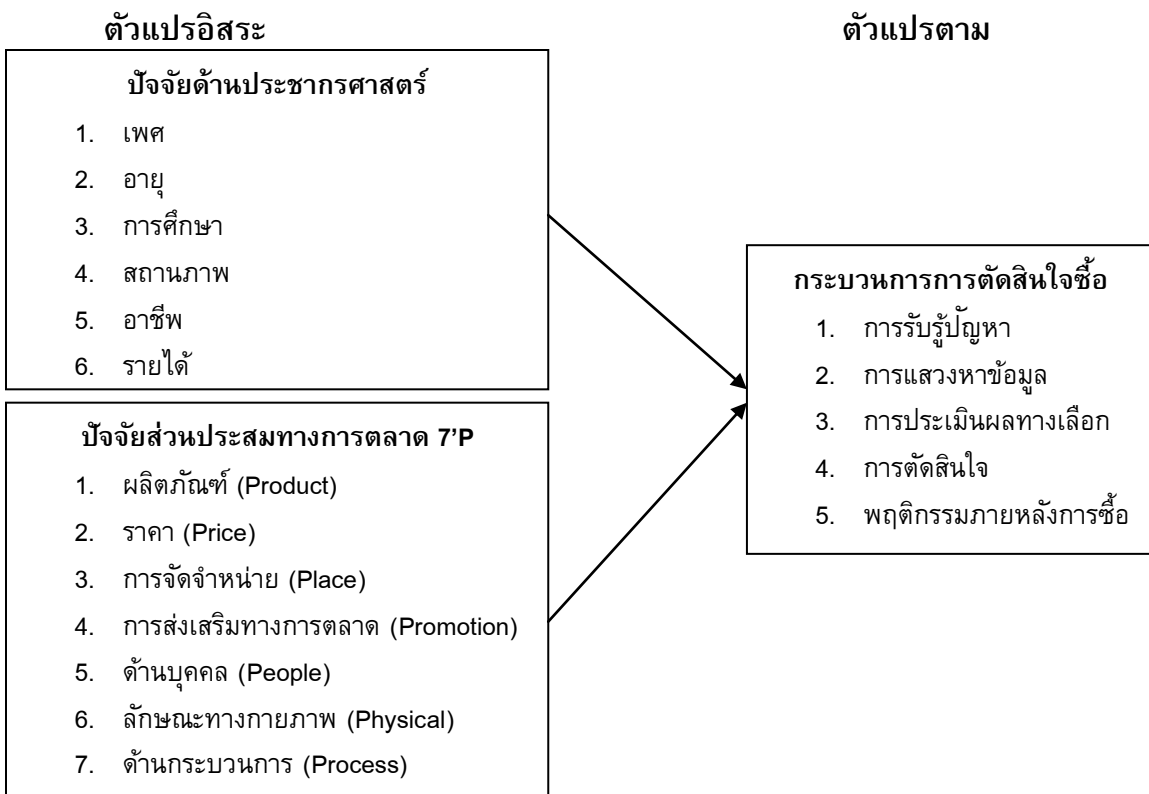 ตัวแปรอิสระ
ปัจจัยด้านประชากรศาสตร์
1. เพศ
2. อายุ
3. การศึกษา
4. สถานภาพ
5. อาชีพ
6. รายได้
ปัจจัยส่วนประสมทางการตลาด 7’P
1. ผลิตภัณฑ์ (Product)
2. ราคา (Price)
3. การจัดจำหน่าย (Place)
4. การส่งเสริมทางการตลาด (Promotion)
5. ด้านบุคคล (People)
6. ลักษณะทางกายภาพ (Physical)
7. ด้านกระบวนการ (Process)
ตัวแปรตาม
กระบวนการการตัดสินใจซื้อ
1. การรับรู้ปัญหา
2. การแสวงหาข้อมูล
3. การประเมินผลทางเลือก
4. การตัดสินใจ
5. พฤติกรรมภายหลังการซื้อ